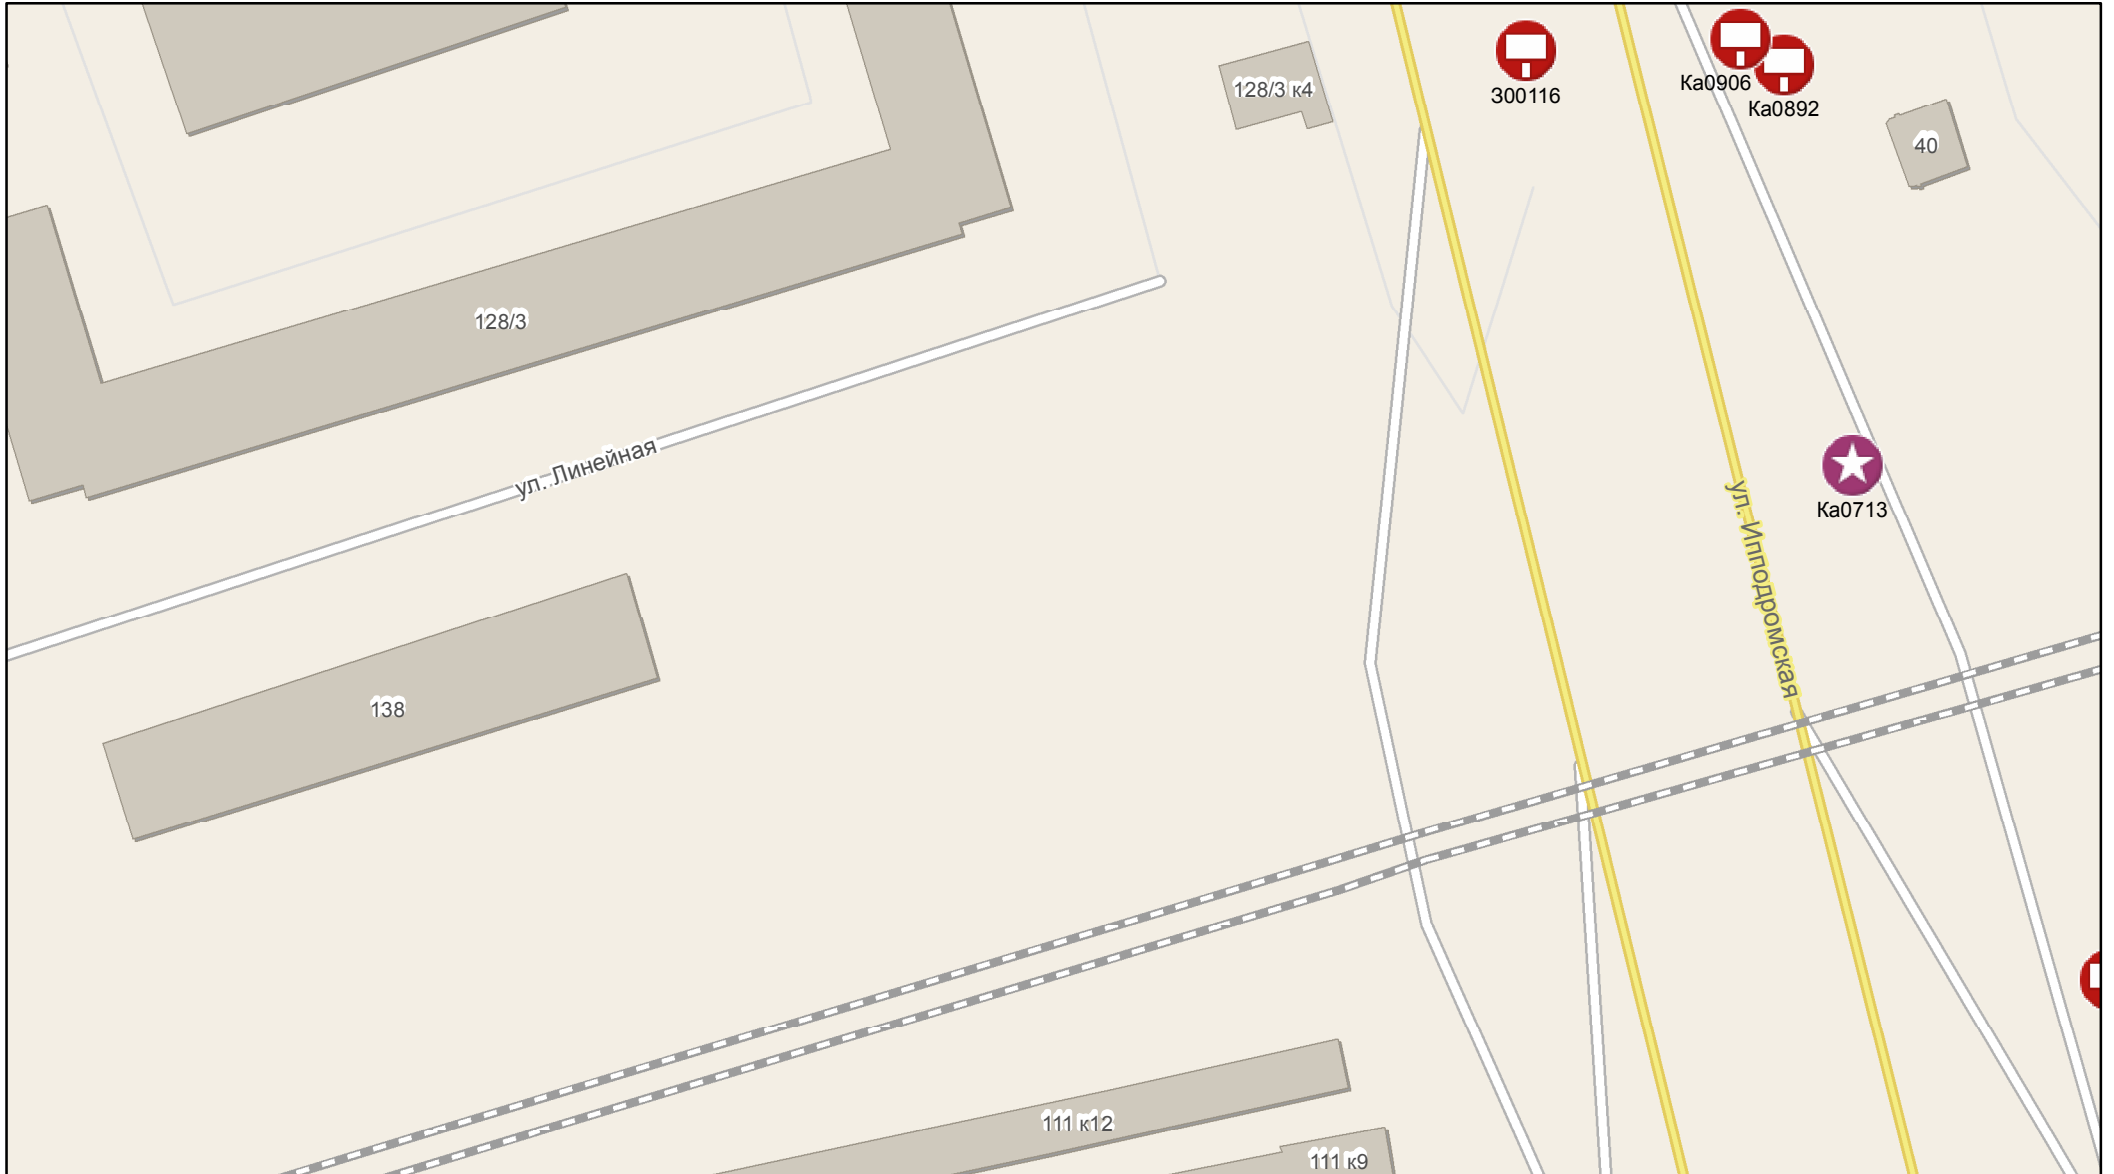 128/3 к4
300116
Ка0906
Ка0892
40
128/3
ул. Линейная
Ка0713
ул. Ипподромская
138
111 к12
111 к9